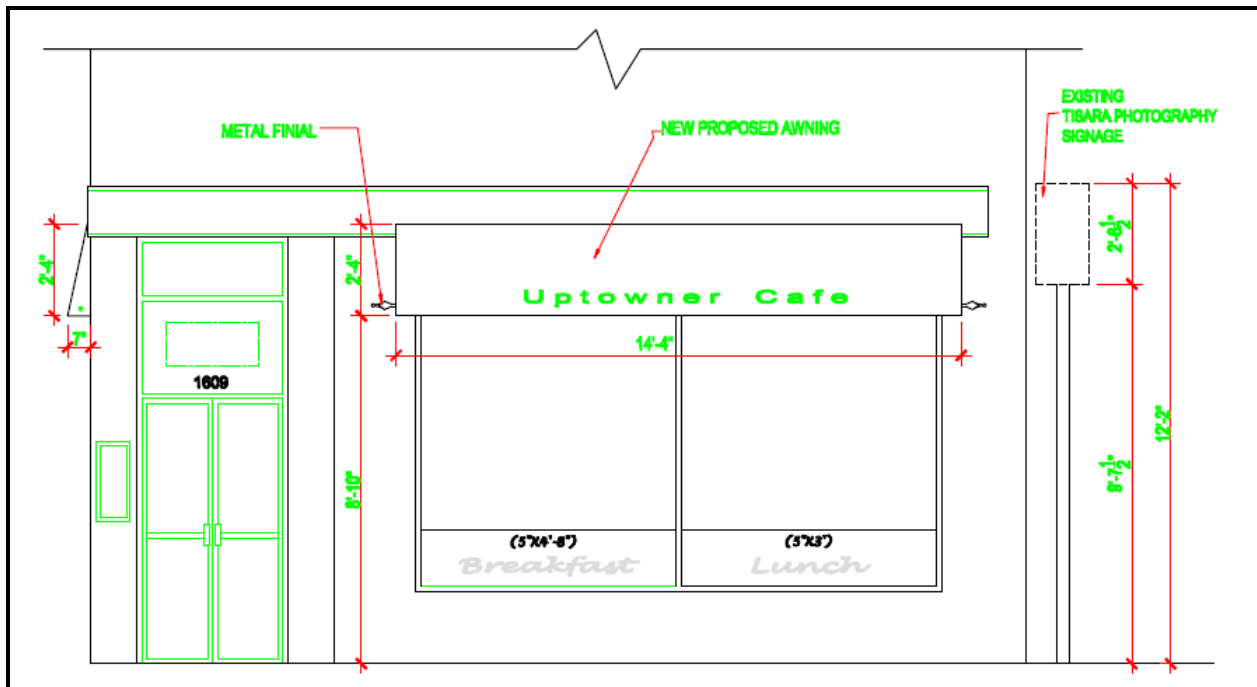 EXISTING
TISARA PHOTOGRAPHY
SIGNAGE
METAL FINIAL
NEW PROPOSED AWNING
2'-4"
2'-4"
2'-6½"
Uptowner Cafe
7"
14'-4"
1609
12'-2"
9'-7½"
8'-10"
(5"X4'-8")
(5"X3')
Breakfast
Lunch